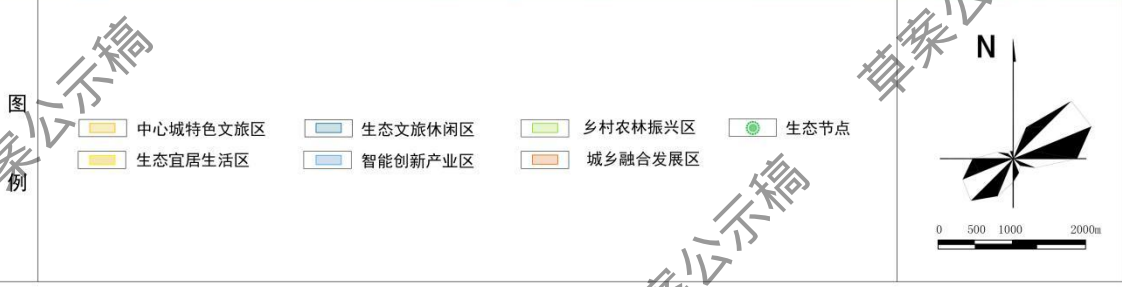 图例
中心城特色文旅区
生态文旅休闲区
乡村农林振兴区
生态节点
生态宜居生活区
智能创新产业区
城乡融合发展区
N
0 500 1000 2000m
草案公示稿
草案公
案公示稿
案公示稿